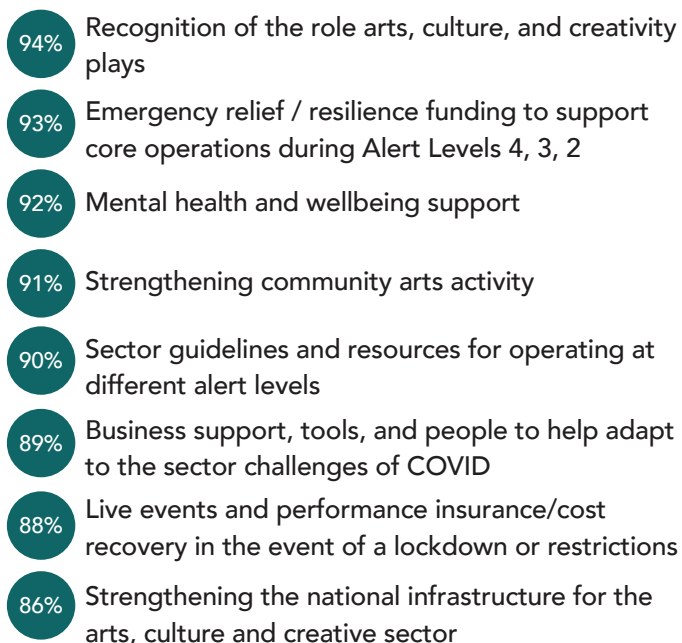 94%
Recognition of the role arts, culture, and creativity
plays
93%
Emergency relief / resilience funding to support
core operations during Alert Levels 4, 3, 2
92%
Mental health and wellbeing support
91%
Strengthening community arts activity
90%
Sector guidelines and resources for operating at
different alert levels
89%
Business support, tools, and people to help adapt
to the sector challenges of COVID
88%
Live events and performance insurance/cost
recovery in the event of a lockdown or restrictions
86%
Strengthening the national infrastructure for the
arts, culture and creative sector